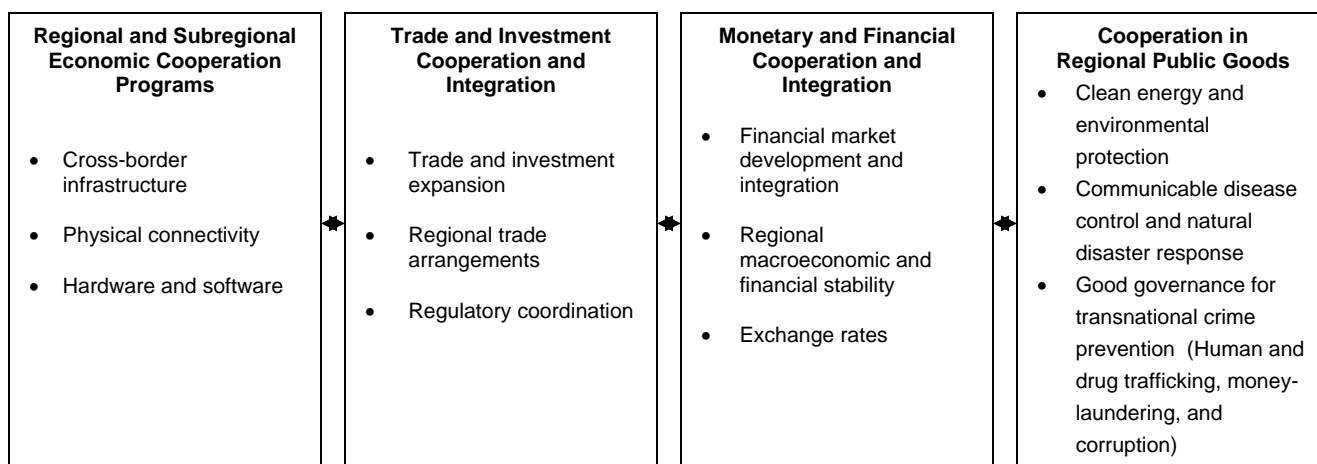 Regional and Subregional
Economic Cooperation
Programs
• Cross-border
infrastructure
• Physical connectivity
• Hardware and software
Trade and Investment
Cooperation and
Integration
• Trade and investment
expansion
• Regional trade
arrangements
• Regulatory coordination
Monetary and Financial
Cooperation and
Integration
• Financial market
development and
integration
• Regional
macroeconomic and
financial stability
• Exchange rates
Cooperation in
Regional Public Goods
• Clean energy and
environmental
protection
• Communicable disease
control and natural
disaster response
• Good governance for
transnational crime
prevention (Human and
drug trafficking, money-
laundering, and
corruption)